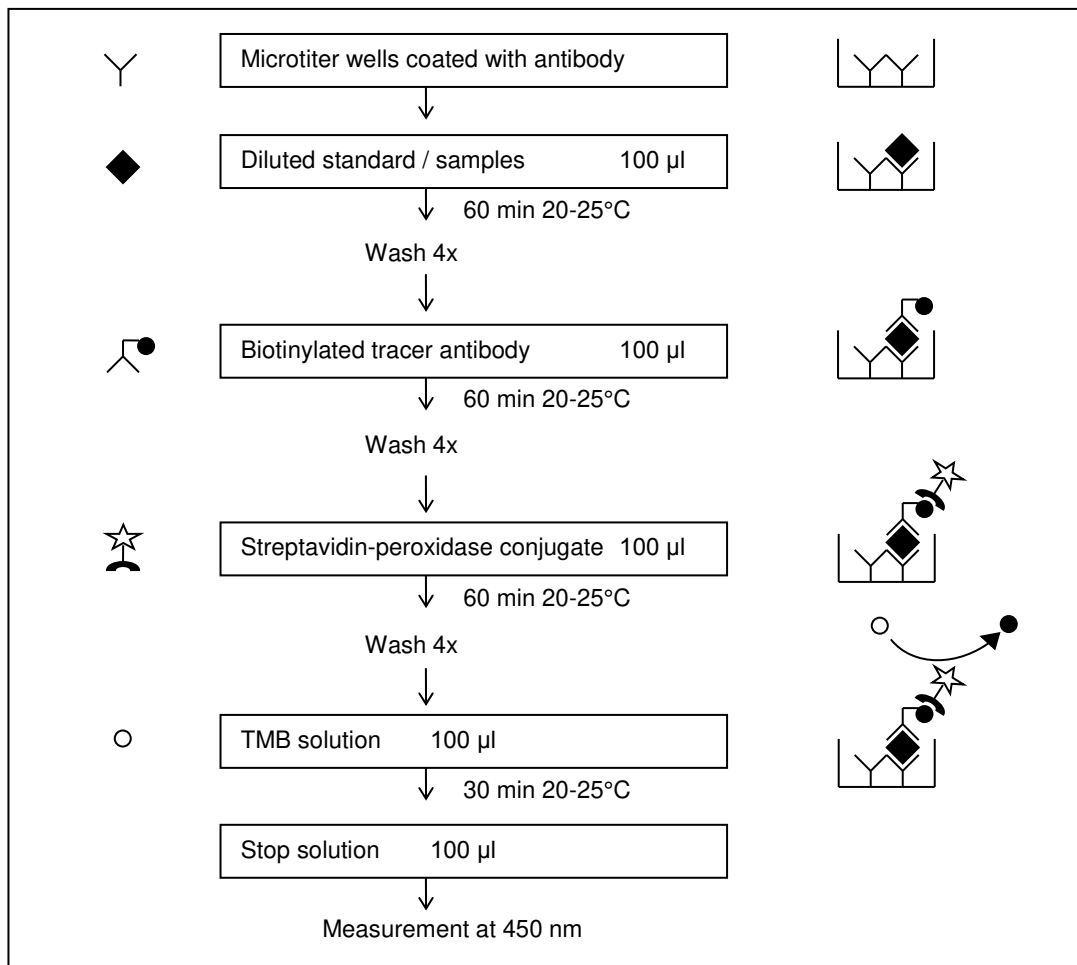 Microtiter wells coated with antibody
Diluted standard / samples 100 µl
60 min 20-25°C
Wash 4x
Biotinylated tracer antibody 100 µl
60 min 20-25°C
Wash 4x
Streptavidin-peroxidase conjugate 100 µl
60 min 20-25°C
Wash 4x
TMB solution 100 µl
30 min 20-25°C
Stop solution 100 µl
Measurement at 450 nm